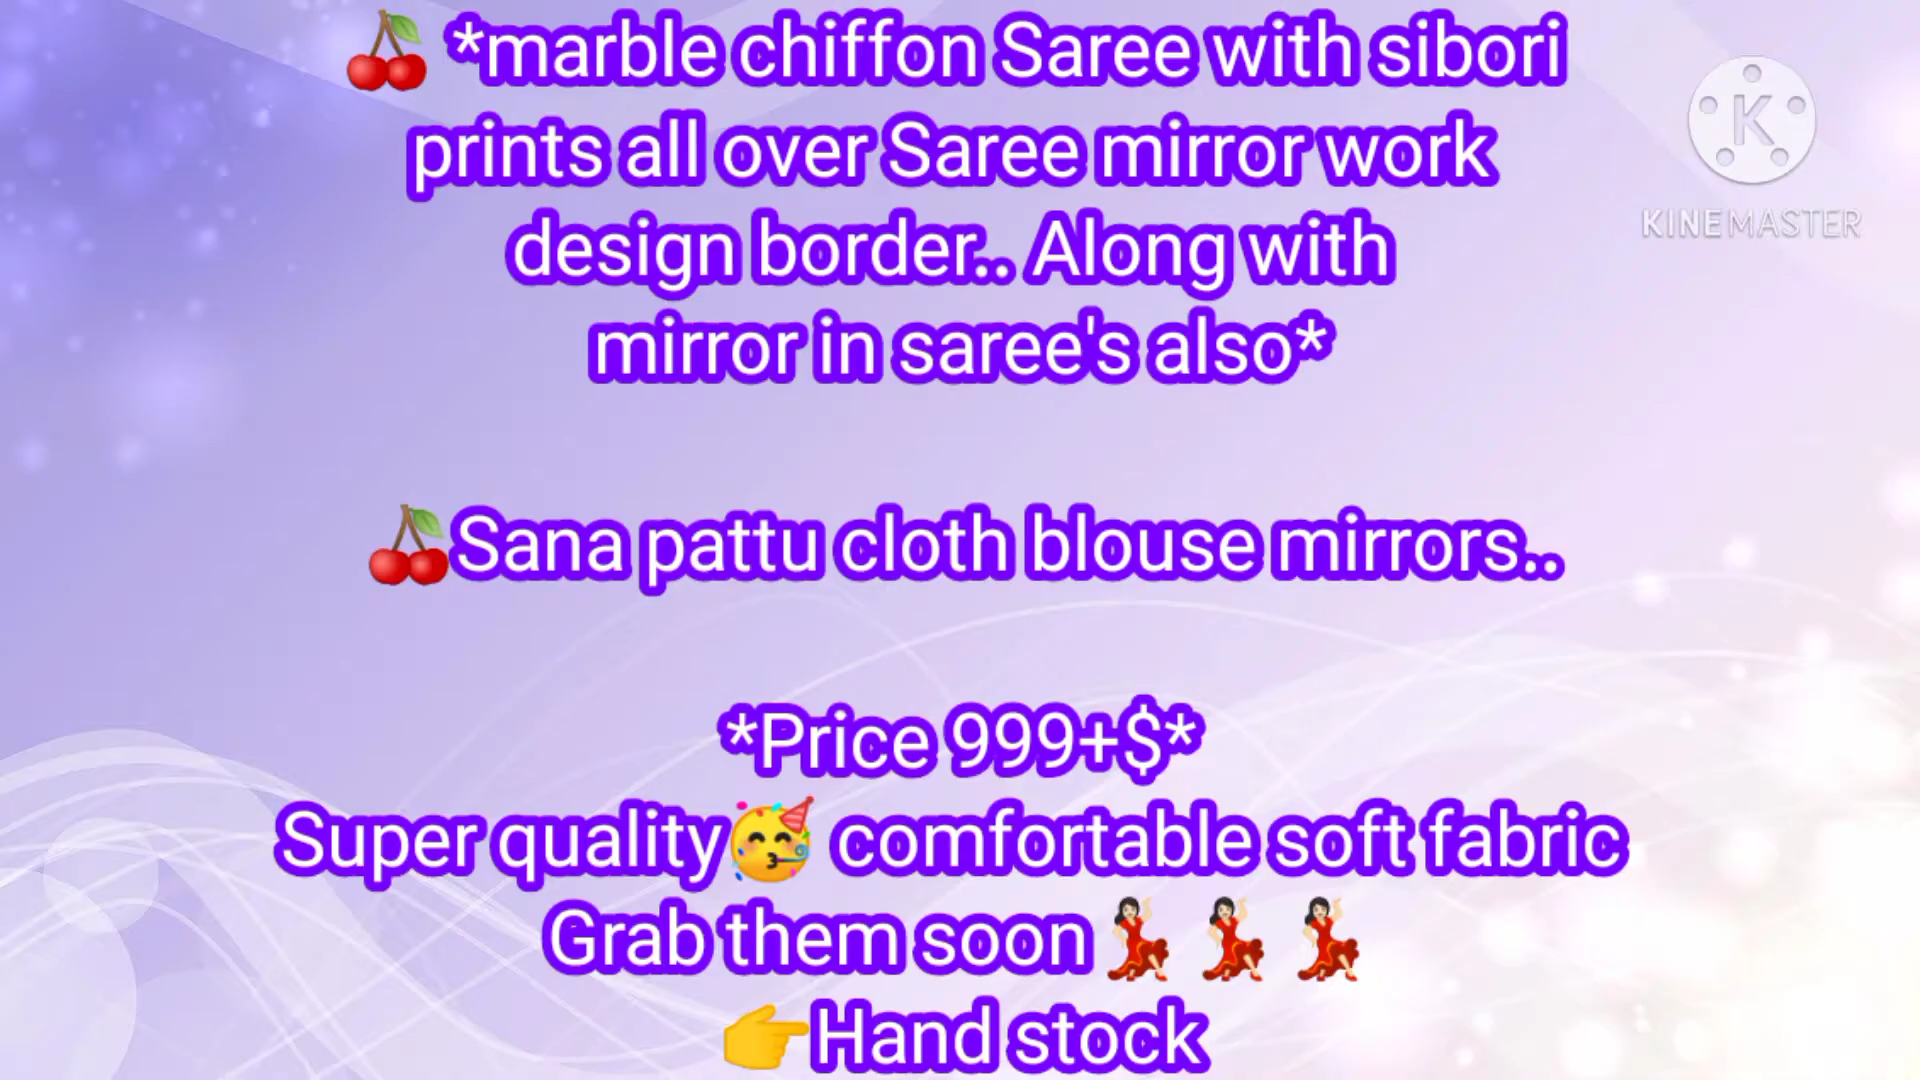 🍒 *marble chiffon Saree with sibori
prints all over Saree mirror work
design border.. Along with
mirror in saree's also*
🍒Sana pattu cloth blouse mirrors..
*Price 999+$*
Super quality🥳 comfortable soft fabric
Grab them soon💃🏻💃🏻💃🏻
👉Hand stock
K
KINEMASTER